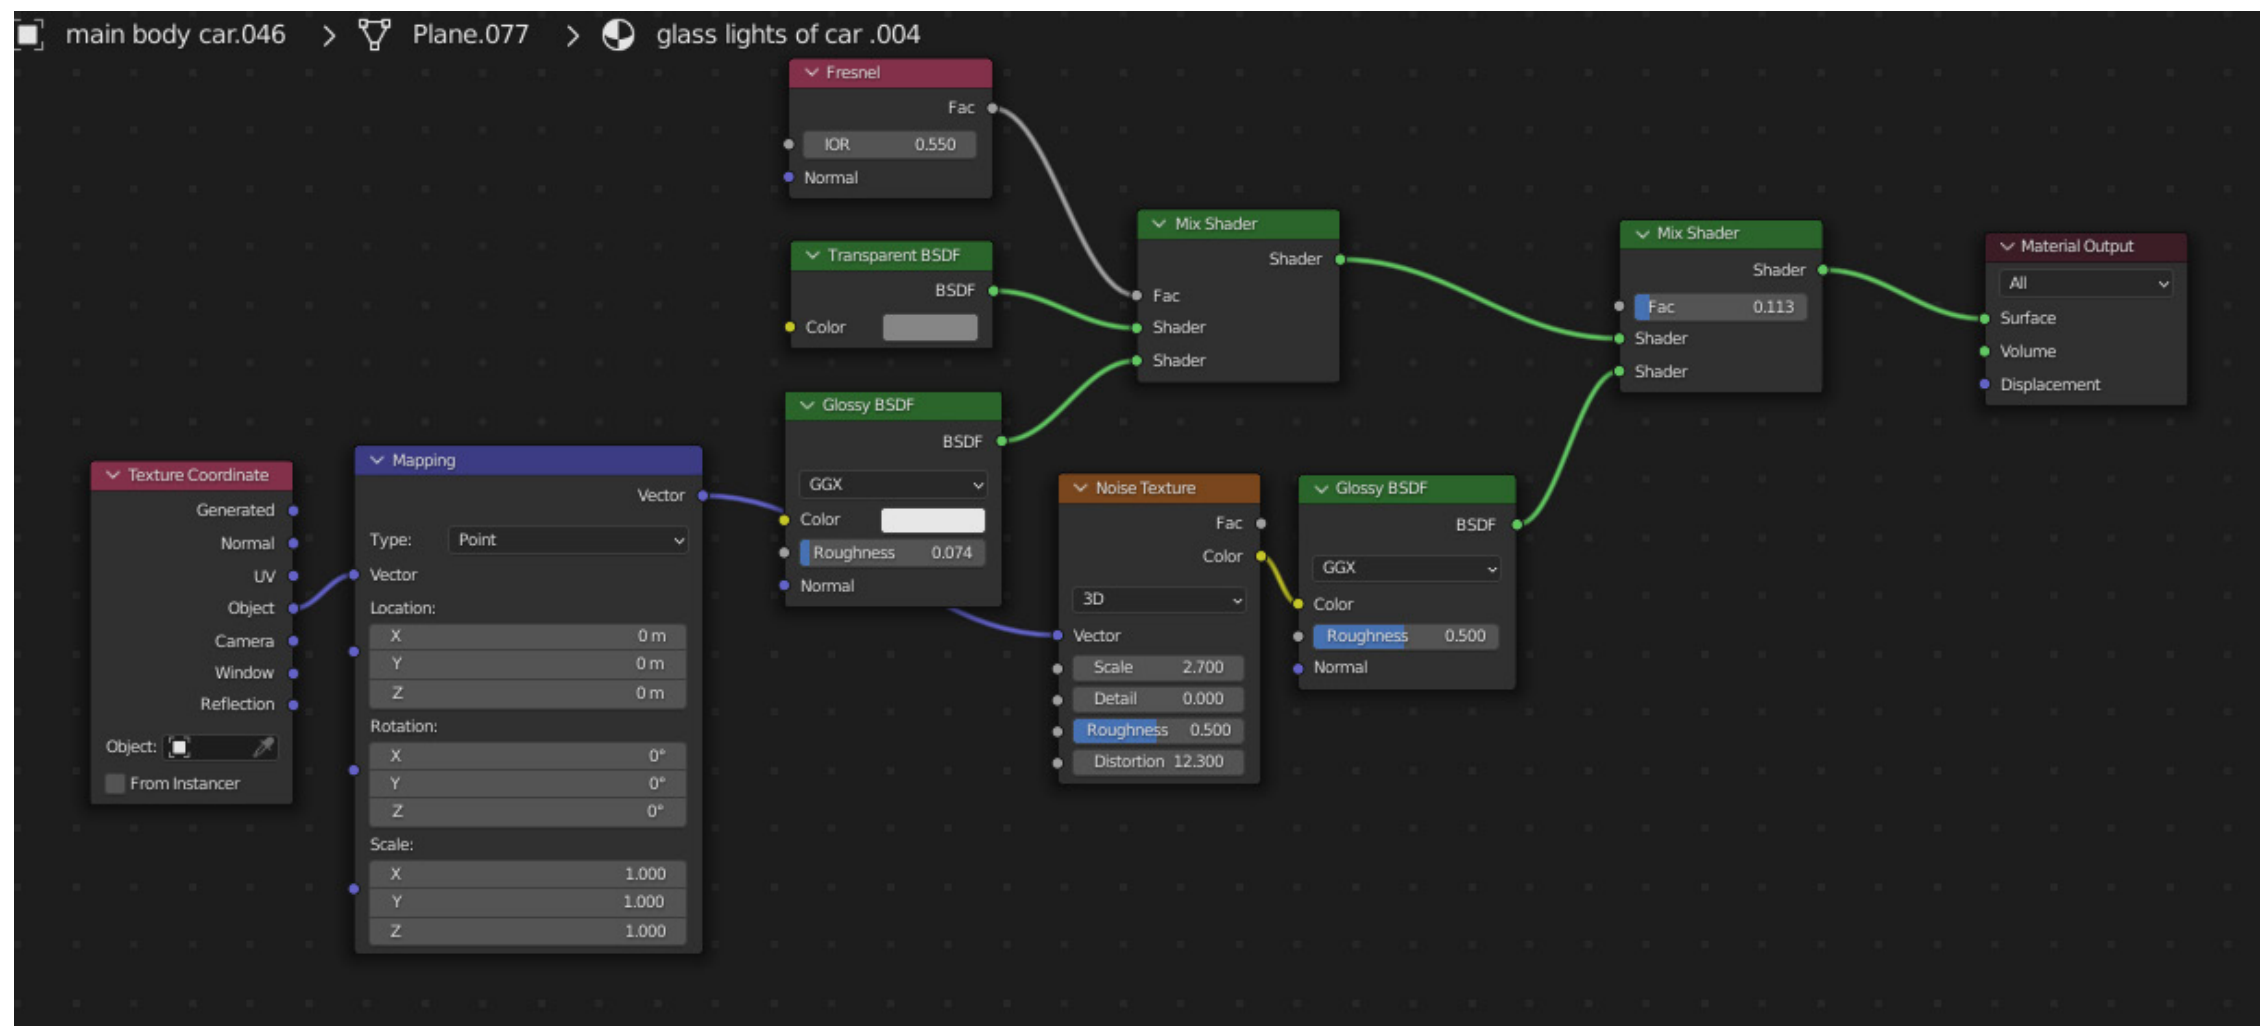 main body car.046 > Plane.077 > glass lights of car .004
Fresnel
Fac
IOR 0.550
Normal
Transparent BSDF
BSDF
Color
Glossy BSDF
BSDF
GGX
Color
Roughness 0.074
Normal
Texture Coordinate
Generated
Normal
UV
Object
Camera
Window
Reflection
Object:
From Instancer
Mapping
Vector
Type: Point
Vector
Location:
X 0 m
Y 0 m
Z 0 m
Rotation:
X 0°
Y 0°
Z 0°
Scale:
X 1.000
Y 1.000
Z 1.000
Noise Texture
Fac
Color
3D
Vector
Scale 2.700
Detail 0.000
Roughness 0.500
Distortion 12.300
Glossy BSDF
BSDF
GGX
Color
Roughness 0.500
Normal
Mix Shader
Shader
Fac
Shader
Shader
Mix Shader
Shader
Fac 0.113
Shader
Shader
Material Output
All
Surface
Volume
Displacement